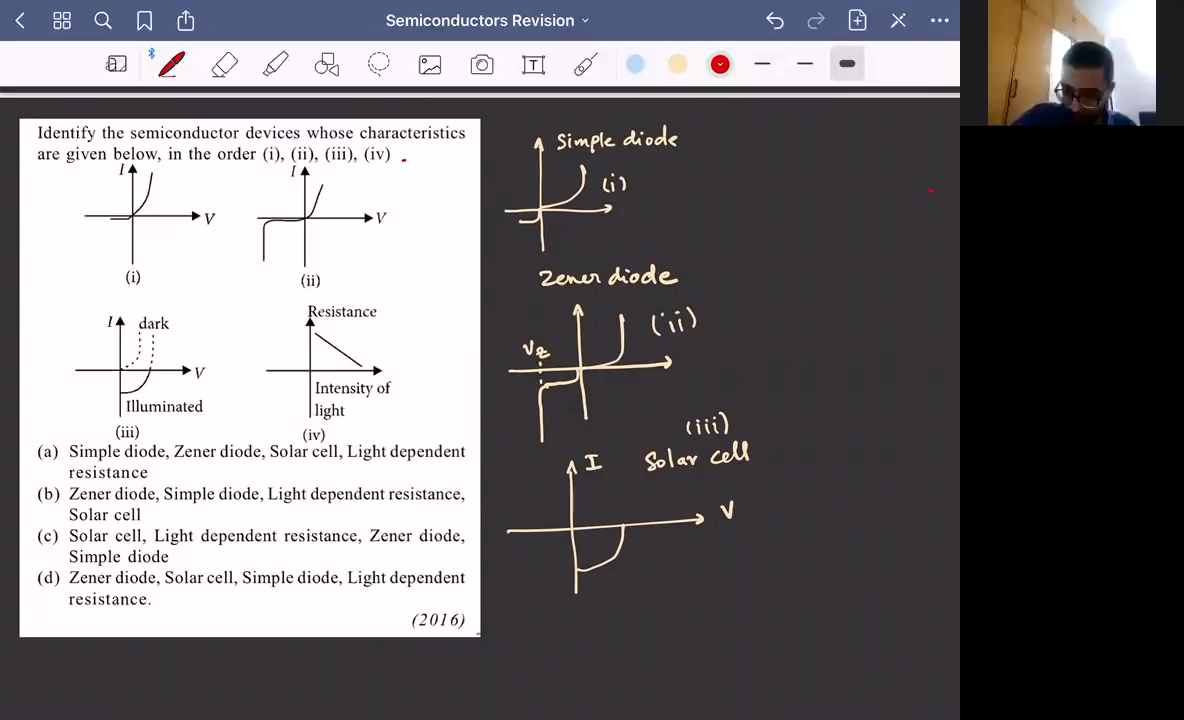 Semiconductors Revision
T
Identify the semiconductor devices whose characteristics
are given below, in the order (i), (ii), (iii), (iv) .
I
V
(i)
I
V
(ii)
I
dark
V
Illuminated
(iii)
Resistance
Intensity of
light
(iv)
(a) Simple diode, Zener diode, Solar cell, Light dependent
resistance
(b) Zener diode, Simple diode, Light dependent resistance,
Solar cell
(c) Solar cell, Light dependent resistance, Zener diode,
Simple diode
(d) Zener diode, Solar cell, Simple diode, Light dependent
resistance.
(2016)
Simple diode
(i)
Zener diode
(ii)
Vz
(iii)
Solar cell
I
V